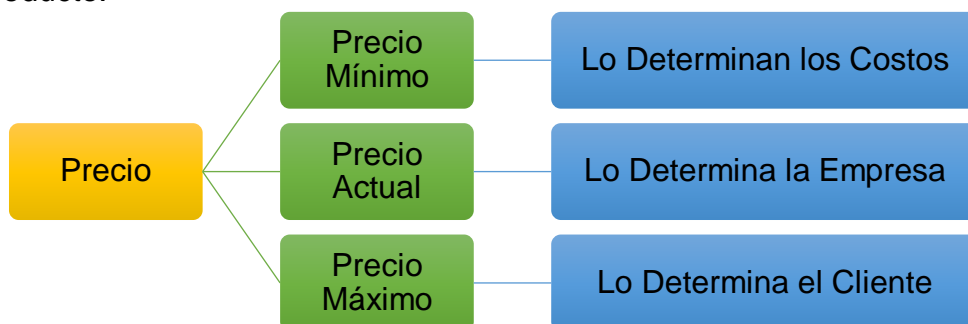 Precio
Mínimo
Lo Determinan los Costos
Precio
Precio
Actual
Lo Determina la Empresa
Precio
Máximo
Lo Determina el Cliente